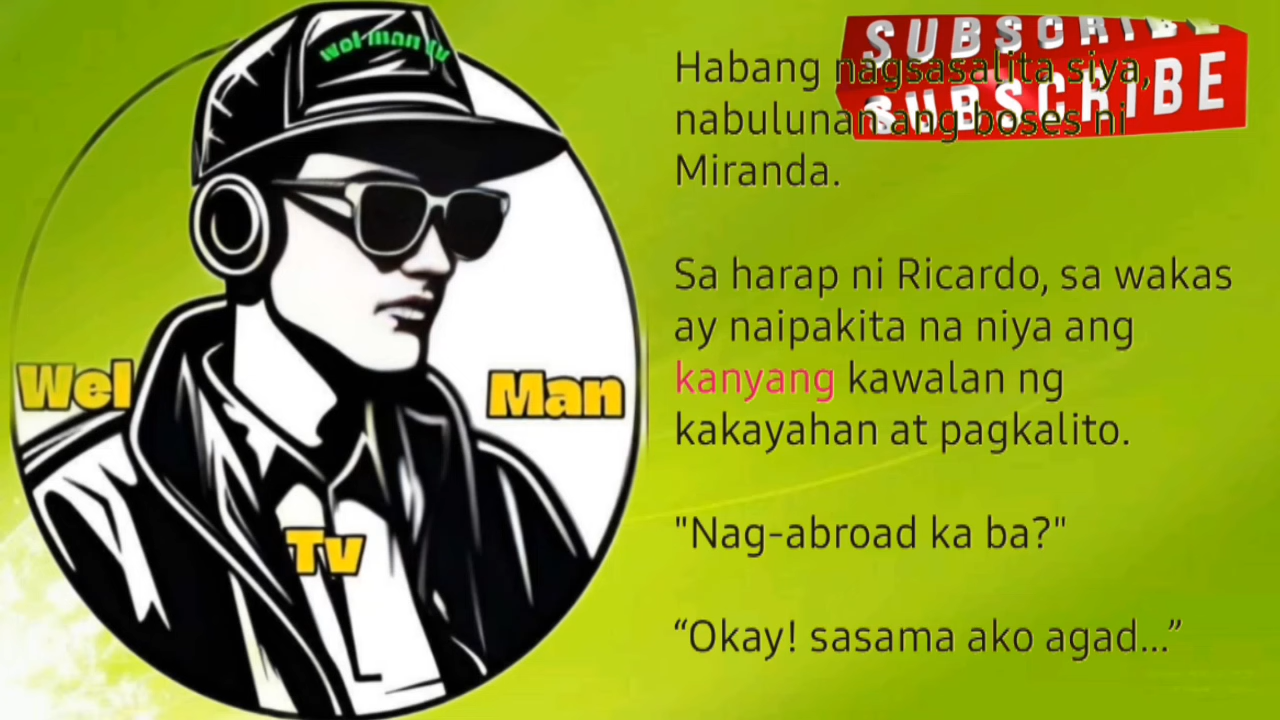 wel man tv
Wel
Man
Tv
SUBSCRIBE
SUBSCRIBE
Habang nagsasalita siya,
nabulunan ang boses ni
Miranda.
Sa harap ni Ricardo, sa wakas
ay naipakita na niya ang
kanyang kawalan ng
kakayahan at pagkalito.
"Nag-abroad ka ba?"
“Okay! sasama ako agad...”